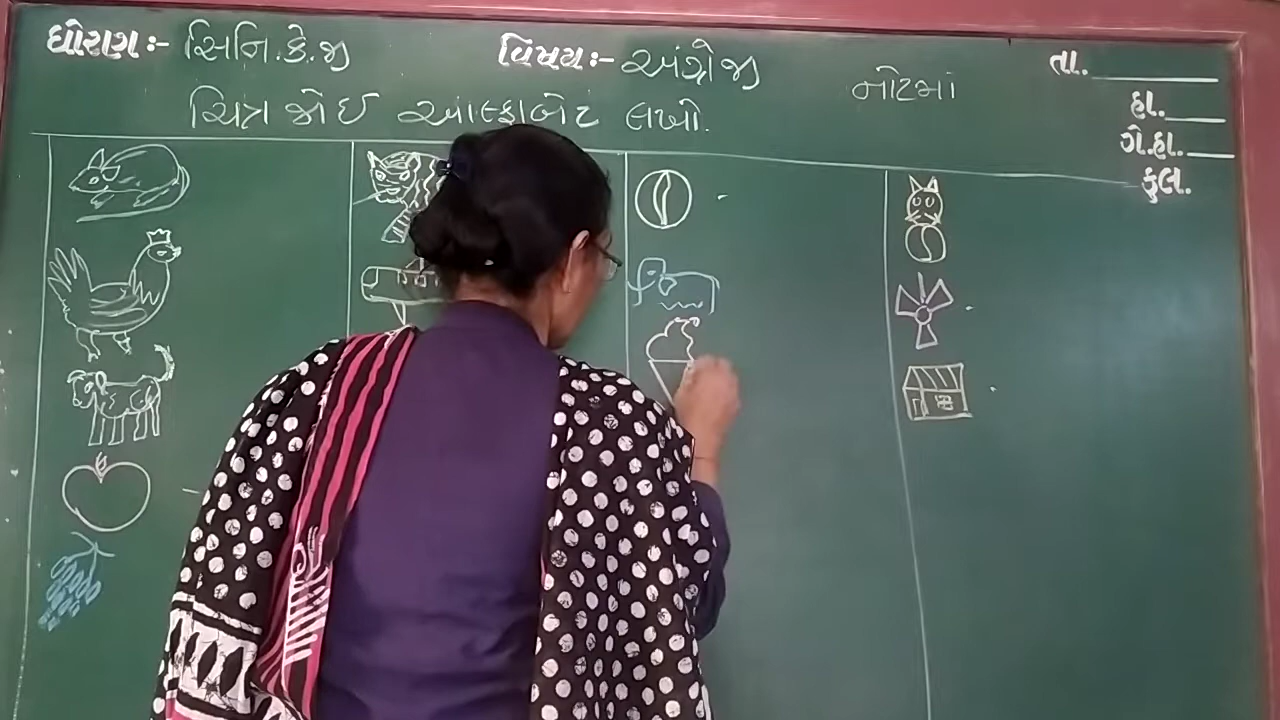 ધોરણ:- સિનિ.કે.જી વિષય:- અંગ્રેજી તા.
નોટમાં
હા.
ચિત્ર જોઈ આલ્ફાબેટ લખો.
ગે.હા.
કુલ.